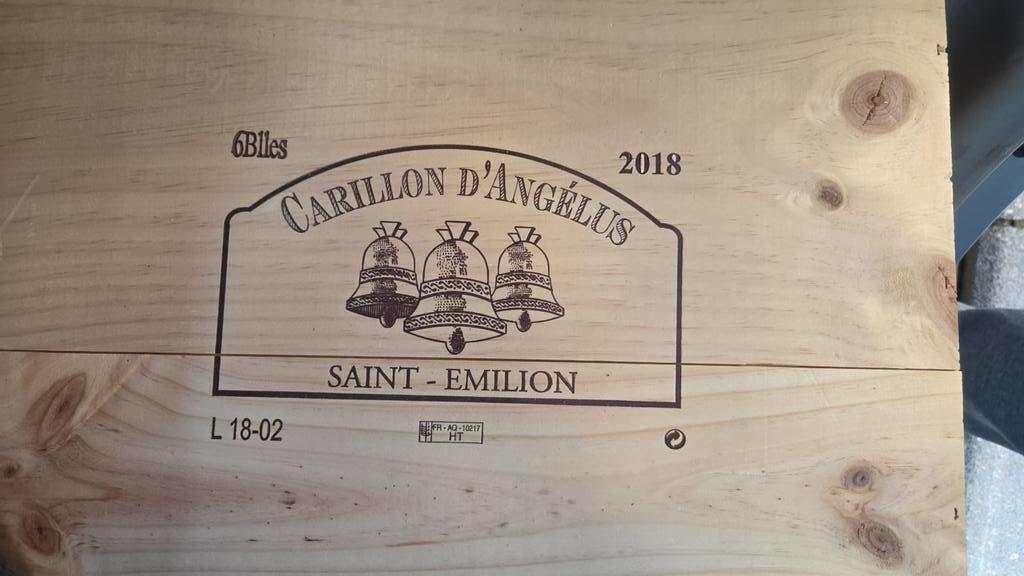 6Blles
2018
CARILLON D'ANGÉLUS
SAINT - EMILION
L 18-02
FR - AQ - 10217
HT